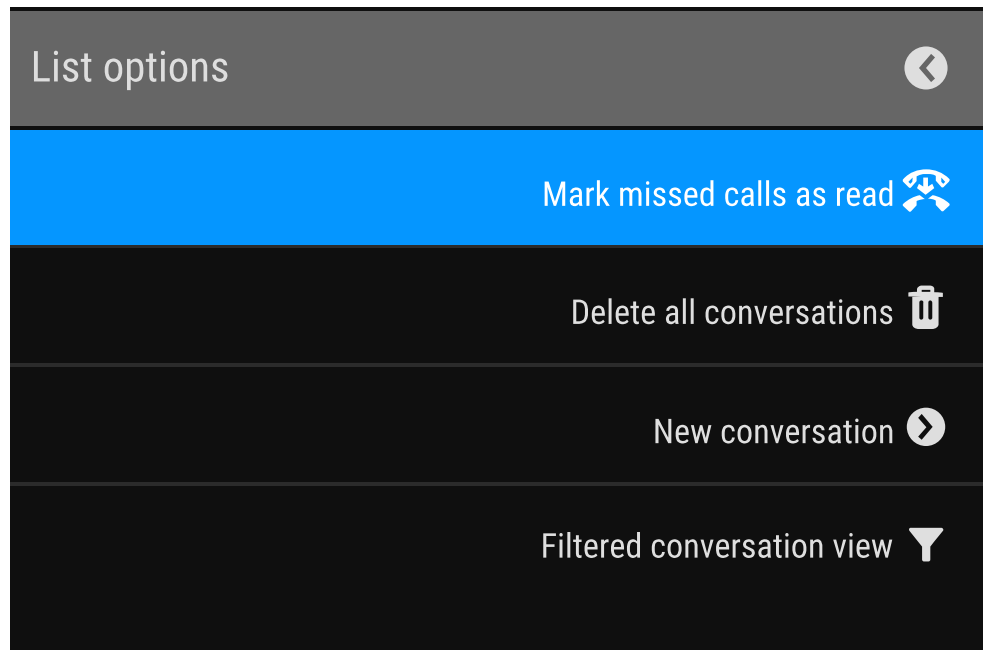 List options
Mark missed calls as read
Delete all conversations
New conversation
Filtered conversation view